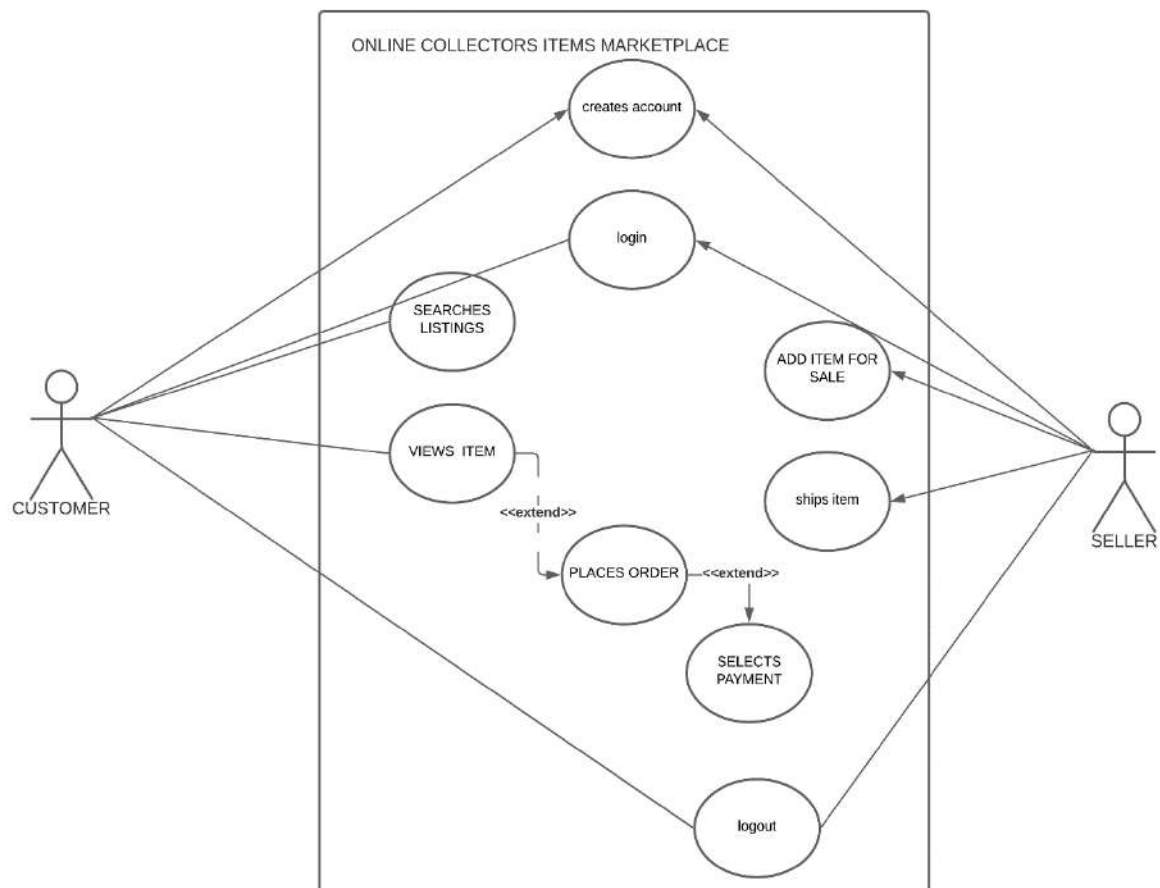 ONLINE COLLECTORS ITEMS MARKETPLACE
creates account
login
SEARCHES
LISTINGS
ADD ITEM FOR
SALE
VIEWS ITEM
ships item
CUSTOMER
<<extend>>
SELLER
PLACES ORDER
<<extend>>
SELECTS
PAYMENT
logout